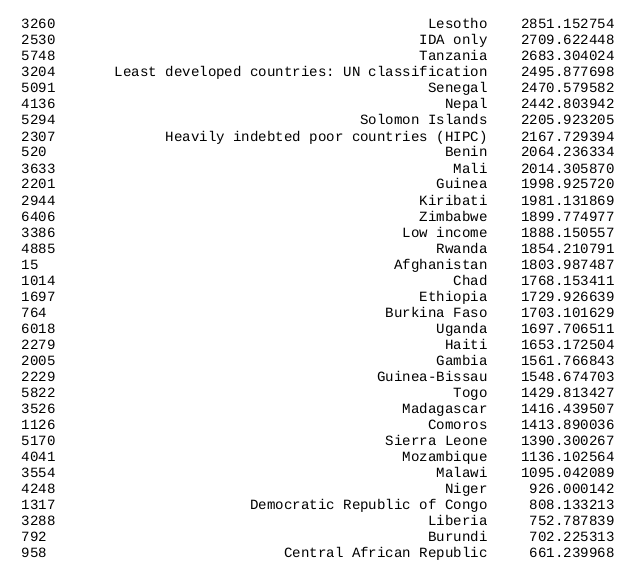 3260 Lesotho 2851.152754
2530 IDA only 2709.622448
5748 Tanzania 2683.304024
3204 Least developed countries: UN classification 2495.877698
5091 Senegal 2470.579582
4136 Nepal 2442.803942
5294 Solomon Islands 2205.923205
2307 Heavily indebted poor countries (HIPC) 2167.729394
520 Benin 2064.236334
3633 Mali 2014.305870
2201 Guinea 1998.925720
2944 Kiribati 1981.131869
6406 Zimbabwe 1899.774977
3386 Low income 1888.150557
4885 Rwanda 1854.210791
15 Afghanistan 1803.987487
1014 Chad 1768.153411
1697 Ethiopia 1729.926639
764 Burkina Faso 1703.101629
6018 Uganda 1697.706511
2279 Haiti 1653.172504
2005 Gambia 1561.766843
2229 Guinea-Bissau 1548.674703
5822 Togo 1429.813427
3526 Madagascar 1416.439507
1126 Comoros 1413.890036
5170 Sierra Leone 1390.300267
4041 Mozambique 1136.102564
3554 Malawi 1095.042089
4248 Niger 926.000142
1317 Democratic Republic of Congo 808.133213
3288 Liberia 752.787839
792 Burundi 702.225313
958 Central African Republic 661.239968